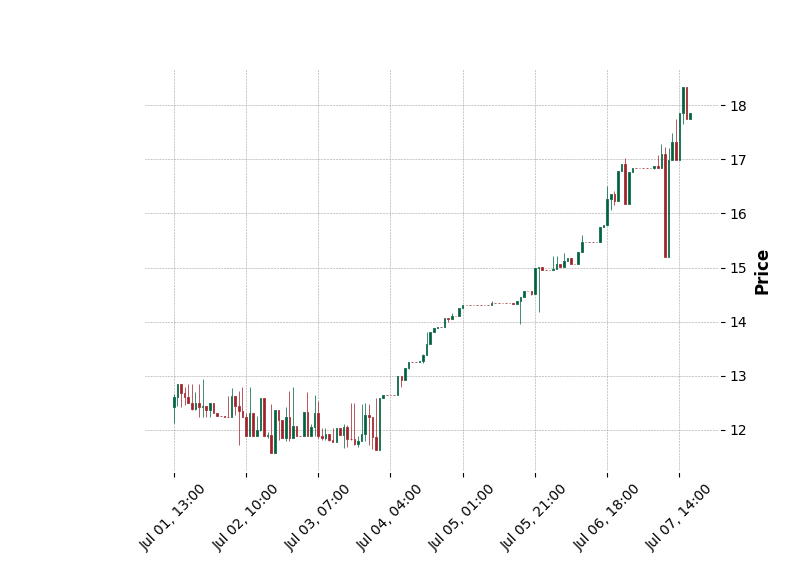 18
17
16
15
14
13
12
Price
Jul 01, 13:00
Jul 02, 10:00
Jul 03, 07:00
Jul 04, 04:00
Jul 05, 01:00
Jul 05, 21:00
Jul 06, 18:00
Jul 07, 14:00